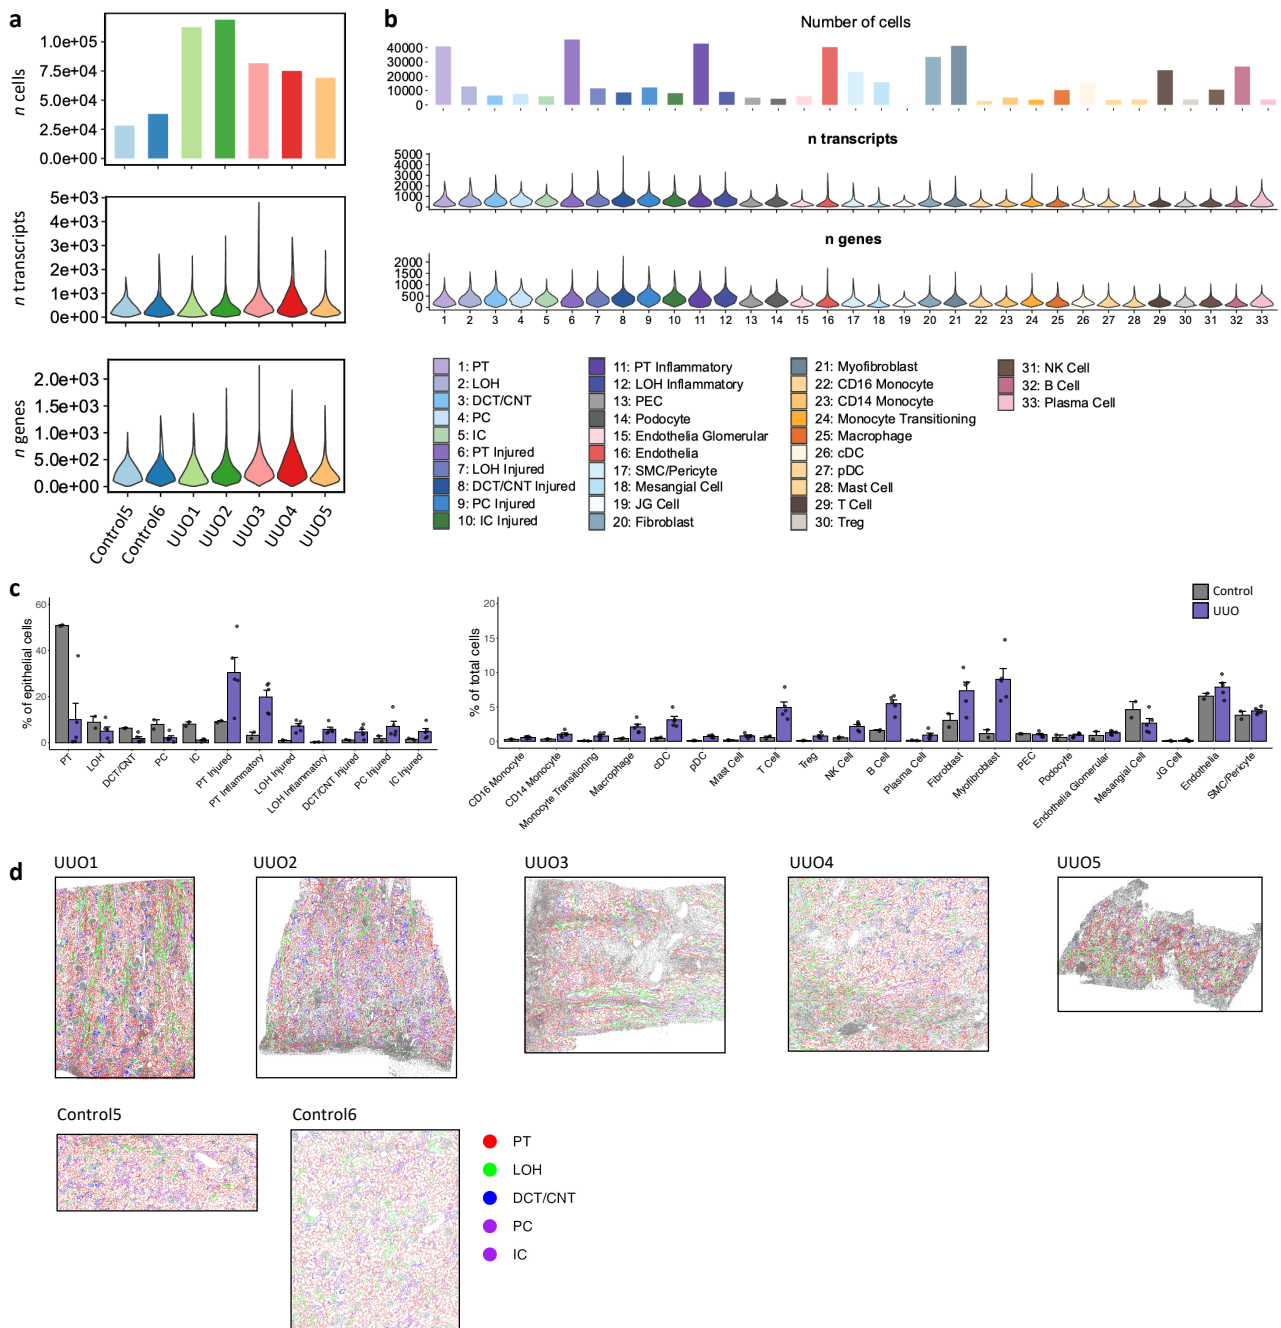 a
n cells
1.0e+05
7.5e+04
5.0e+04
2.5e+04
0.0e+00
n transcripts
5e+03
4e+03
3e+03
2e+03
1e+03
0e+00
n genes
2.0e+03
1.5e+03
1.0e+03
5.0e+02
0.0e+00
Control5
Control6
UUO1
UUO2
UUO3
UUO4
UUO5
b
Number of cells
40000
30000
20000
10000
0
n transcripts
5000
4000
3000
2000
1000
0
n genes
2000
1500
1000
500
0
1 2 3 4 5 6 7 8 9 10 11 12 13 14 15 16 17 18 19 20 21 22 23 24 25 26 27 28 29 30 31 32 33
1: PT
2: LOH
3: DCT/CNT
4: PC
5: IC
6: PT Injured
7: LOH Injured
8: DCT/CNT Injured
9: PC Injured
10: IC Injured
11: PT Inflammatory
12: LOH Inflammatory
13: PEC
14: Podocyte
15: Endothelia Glomerular
16: Endothelia
17: SMC/Pericyte
18: Mesangial Cell
19: JG Cell
20: Fibroblast
21: Myofibroblast
22: CD16 Monocyte
23: CD14 Monocyte
24: Monocyte Transitioning
25: Macrophage
26: cDC
27: pDC
28: Mast Cell
29: T Cell
30: Treg
31: NK Cell
32: B Cell
33: Plasma Cell
c
% of epithelial cells
60
40
20
0
PT
LOH
DCT/CNT
PC
IC
PT Injured
PT Inflammatory
LOH Injured
LOH Inflammatory
DCT/CNT Injured
PC Injured
IC Injured
% of total cells
20
15
10
5
0
CD16 Monocyte
CD14 Monocyte
Monocyte Transitioning
Macrophage
cDC
pDC
Mast Cell
T Cell
Treg
NK Cell
B Cell
Plasma Cell
Fibroblast
Myofibroblast
PEC
Podocyte
Endothelia Glomerular
Mesangial Cell
JG Cell
Endothelia
SMC/Pericyte
Control
UUO
d
UUO1
UUO2
UUO3
UUO4
UUO5
Control5
Control6
PT
LOH
DCT/CNT
PC
IC